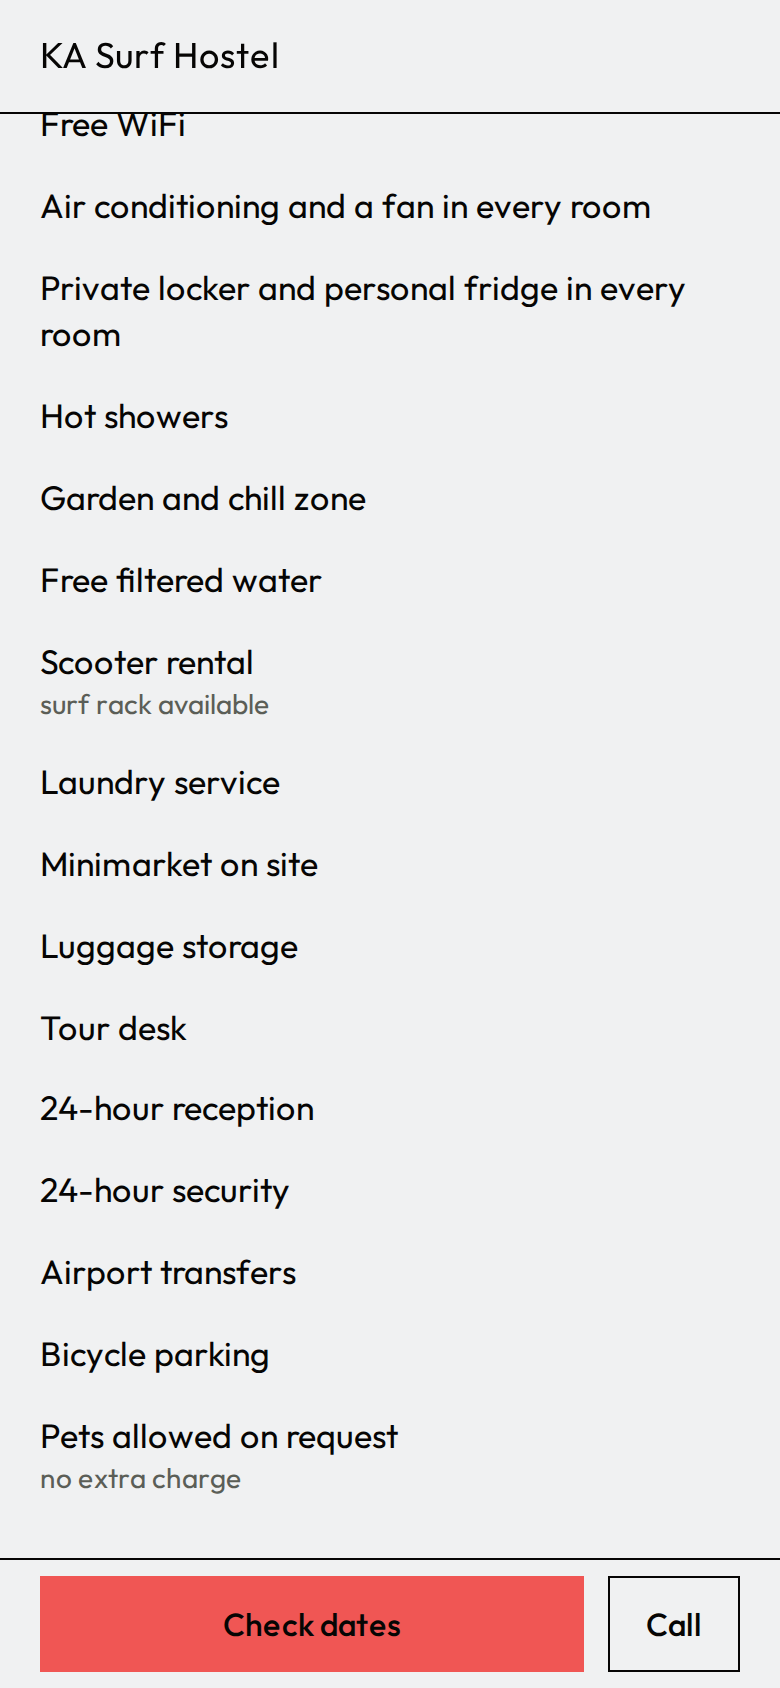 KA Surf Hostel
Free WiFi
Air conditioning and a fan in every room
Private locker and personal fridge in every
room
Hot showers
Garden and chill zone
Free filtered water
Scooter rental
surf rack available
Laundry service
Minimarket on site
Luggage storage
Tour desk
24-hour reception
24-hour security
Airport transfers
Bicycle parking
Pets allowed on request
no extra charge
Check dates
Call